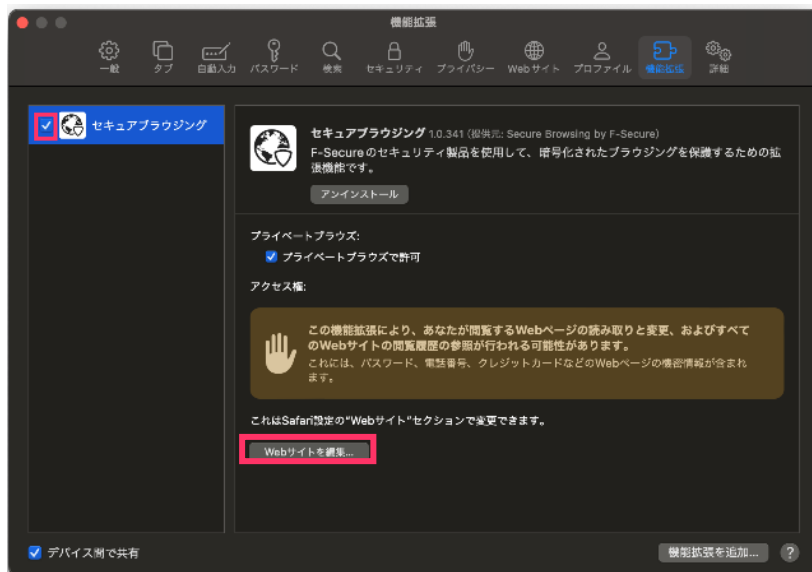 機能拡張
一般 タブ 自動入力 パスワード 検索 セキュリティ プライバシー Webサイト プロファイル 機能拡張 詳細
セキュアブラウジング
セキュアブラウジング 1.0.341 (提供元: Secure Browsing by F-Secure)
F-Secureのセキュリティ製品を使用して、暗号化されたブラウジングを保護するための拡
張機能です。
アンインストール
プライベートブラウズ:
プライベートブラウズで許可
アクセス権:
この機能拡張により、あなたが閲覧するWebページの読み取りと変更、およびすべて
のWebサイトの閲覧履歴の参照が行われる可能性があります。
これには、パスワード、電話番号、クレジットカードなどのWebページの機密情報が含まれ
ます。
これはSafari設定の"Webサイト"セクションで変更できます。
Webサイトを編集...
デバイス間で共有
機能拡張を追加...
?